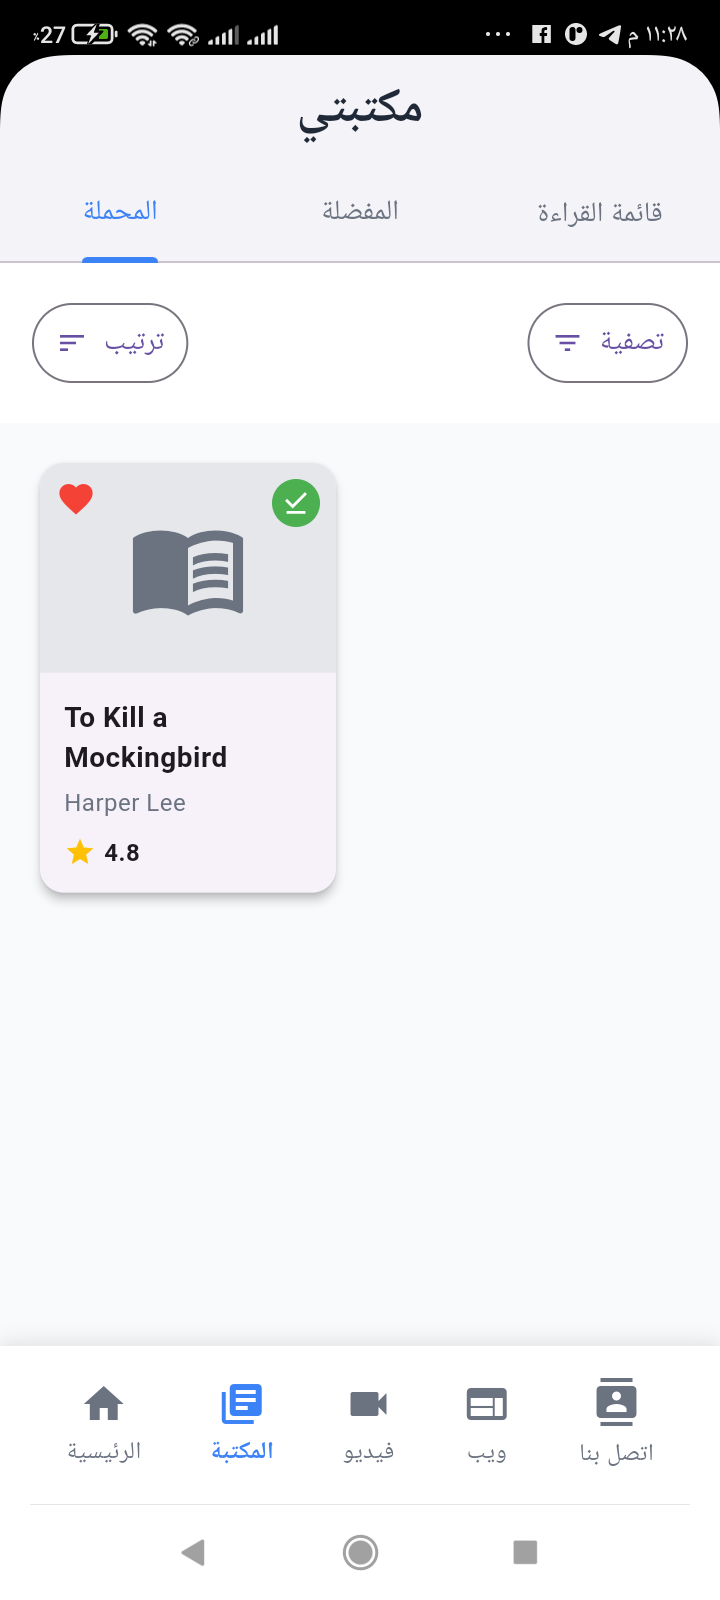 ٪27
١١:٢٨ م
مكتبتي
قائمة القراءة
المفضلة
المحملة
تصفية
ترتيب
To Kill a
Mockingbird
Harper Lee
4.8
الرئيسية
المكتبة
فيديو
ويب
اتصل بنا